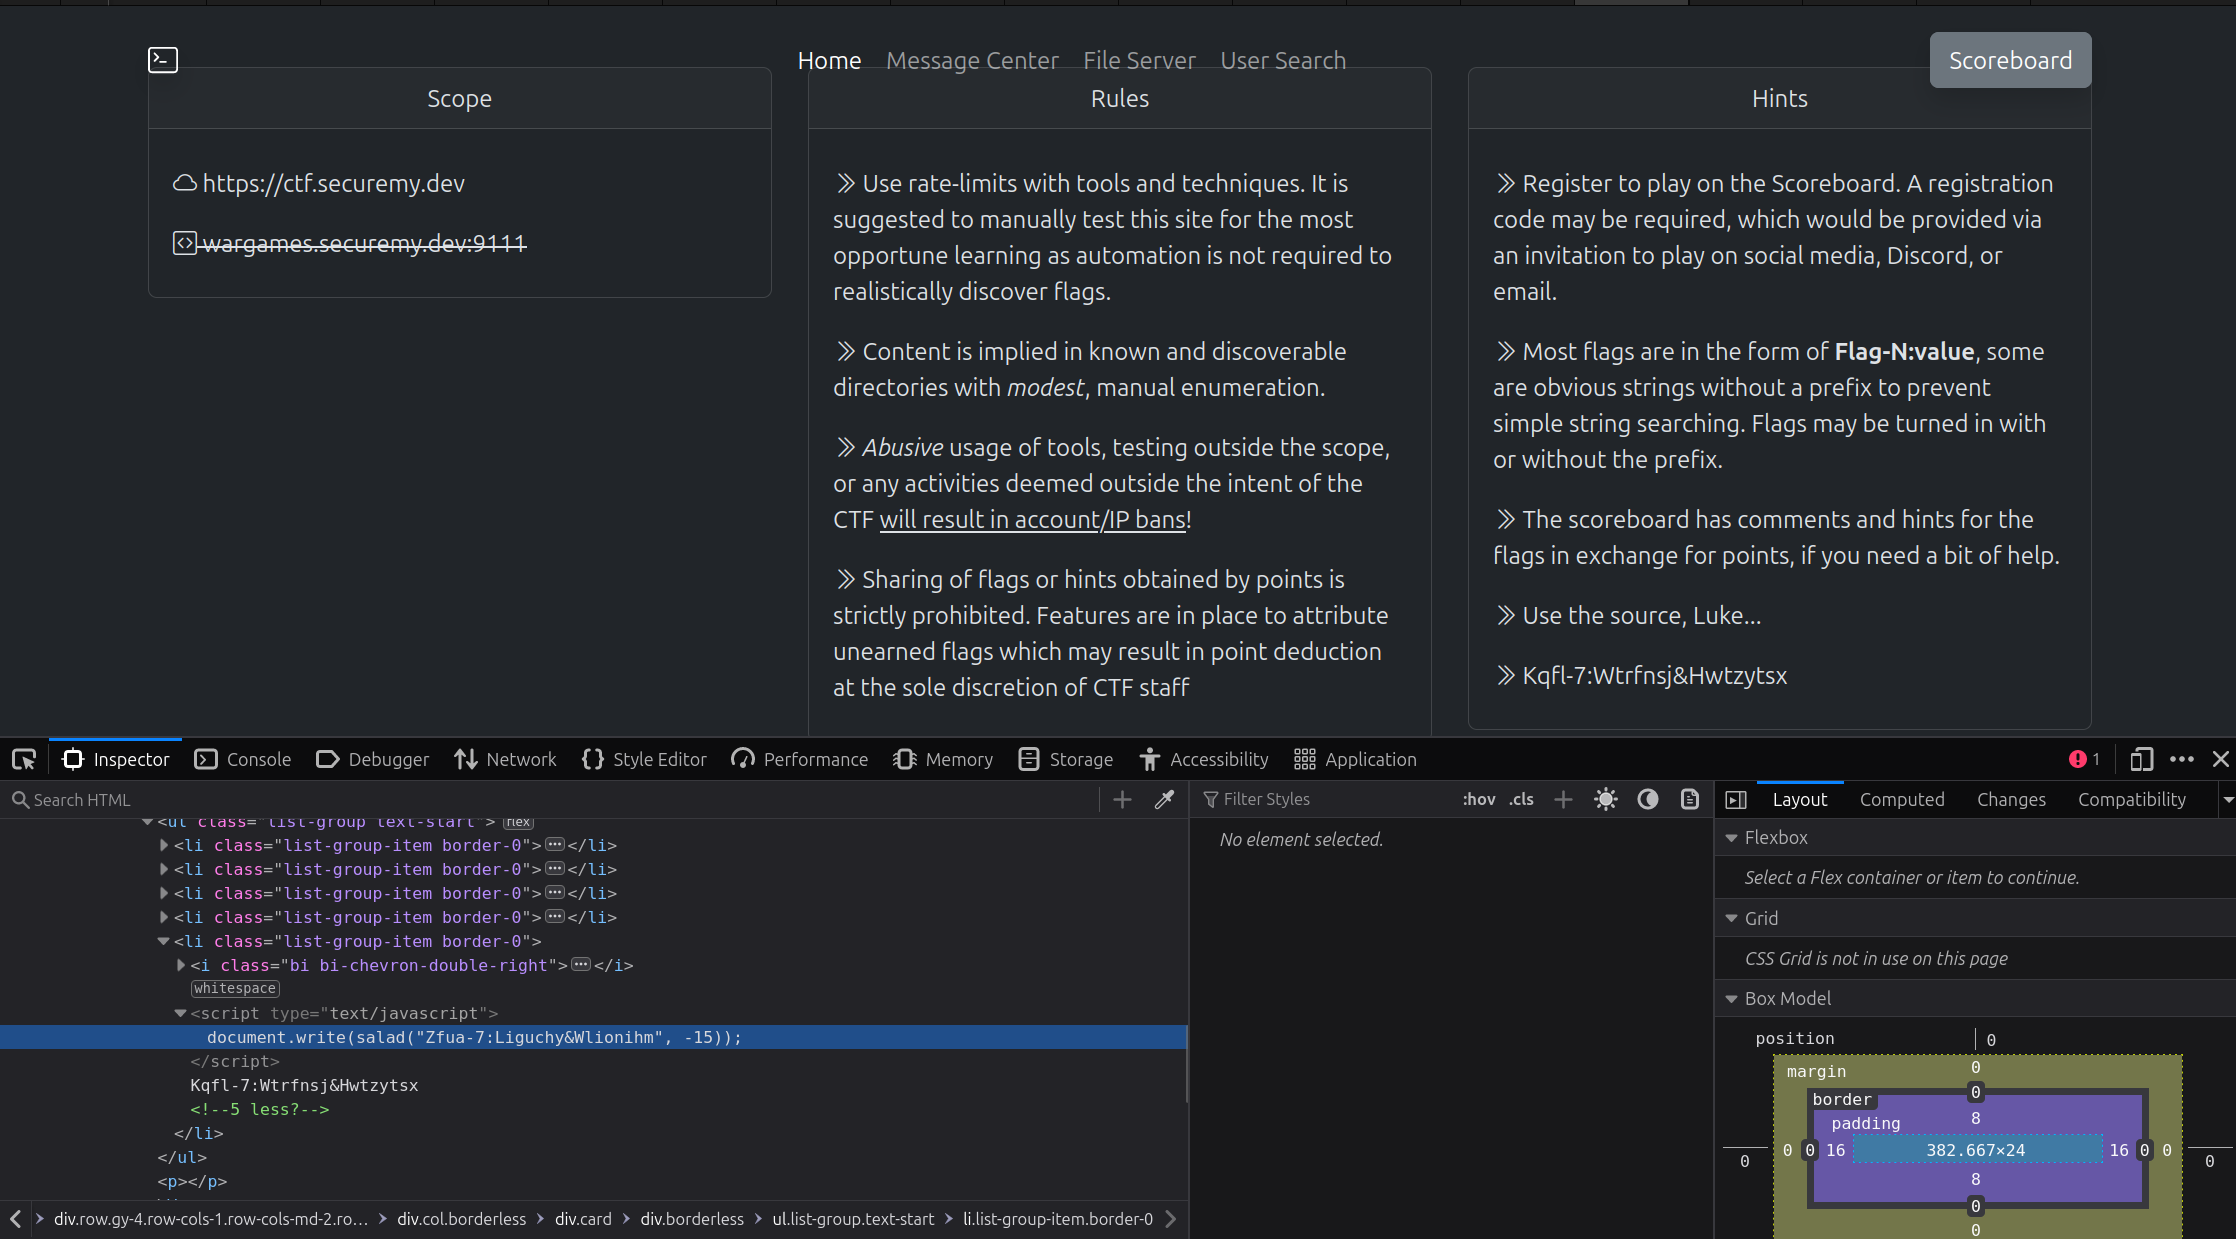 Home Message Center File Server User Search
Scoreboard
Scope
https://ctf.securemy.dev
wargames.securemy.dev:9111
Rules
Use rate-limits with tools and techniques. It is
suggested to manually test this site for the most
opportune learning as automation is not required to
realistically discover flags.
Content is implied in known and discoverable
directories with modest, manual enumeration.
Abusive usage of tools, testing outside the scope,
or any activities deemed outside the intent of the
CTF will result in account/IP bans!
Sharing of flags or hints obtained by points is
strictly prohibited. Features are in place to attribute
unearned flags which may result in point deduction
at the sole discretion of CTF staff
Hints
Register to play on the Scoreboard. A registration
code may be required, which would be provided via
an invitation to play on social media, Discord, or
email.
Most flags are in the form of Flag-N:value, some
are obvious strings without a prefix to prevent
simple string searching. Flags may be turned in with
or without the prefix.
The scoreboard has comments and hints for the
flags in exchange for points, if you need a bit of help.
Use the source, Luke...
Kqfl-7:Wtrfnsj&Hwtzytsx
Inspector Console Debugger Network Style Editor Performance Memory Storage Accessibility Application 1
Search HTML
<ul class="list-group text-start"> flex
<li class="list-group-item border-0"></li>
<li class="list-group-item border-0"></li>
<li class="list-group-item border-0"></li>
<li class="list-group-item border-0"></li>
<li class="list-group-item border-0">
<i class="bi bi-chevron-double-right"></i>
whitespace
<script type="text/javascript">
document.write(salad("Zfua-7:Liguchy&Wlionihm", -15));
</script>
Kqfl-7:Wtrfnsj&Hwtzytsx
<!--5 less?-->
</li>
</ul>
<p></p>
div.row.gy-4.row-cols-1.row-cols-md-2.ro… div.col.borderless div.card div.borderless ul.list-group.text-start li.list-group-item.border-0
Filter Styles :hov .cls
No element selected.
Layout Computed Changes Compatibility
Flexbox
Select a Flex container or item to continue.
Grid
CSS Grid is not in use on this page
Box Model
position 0
margin 0
border 0
padding 8
0 0 0 16 382.667×24 16 0 0 0
8
0
0